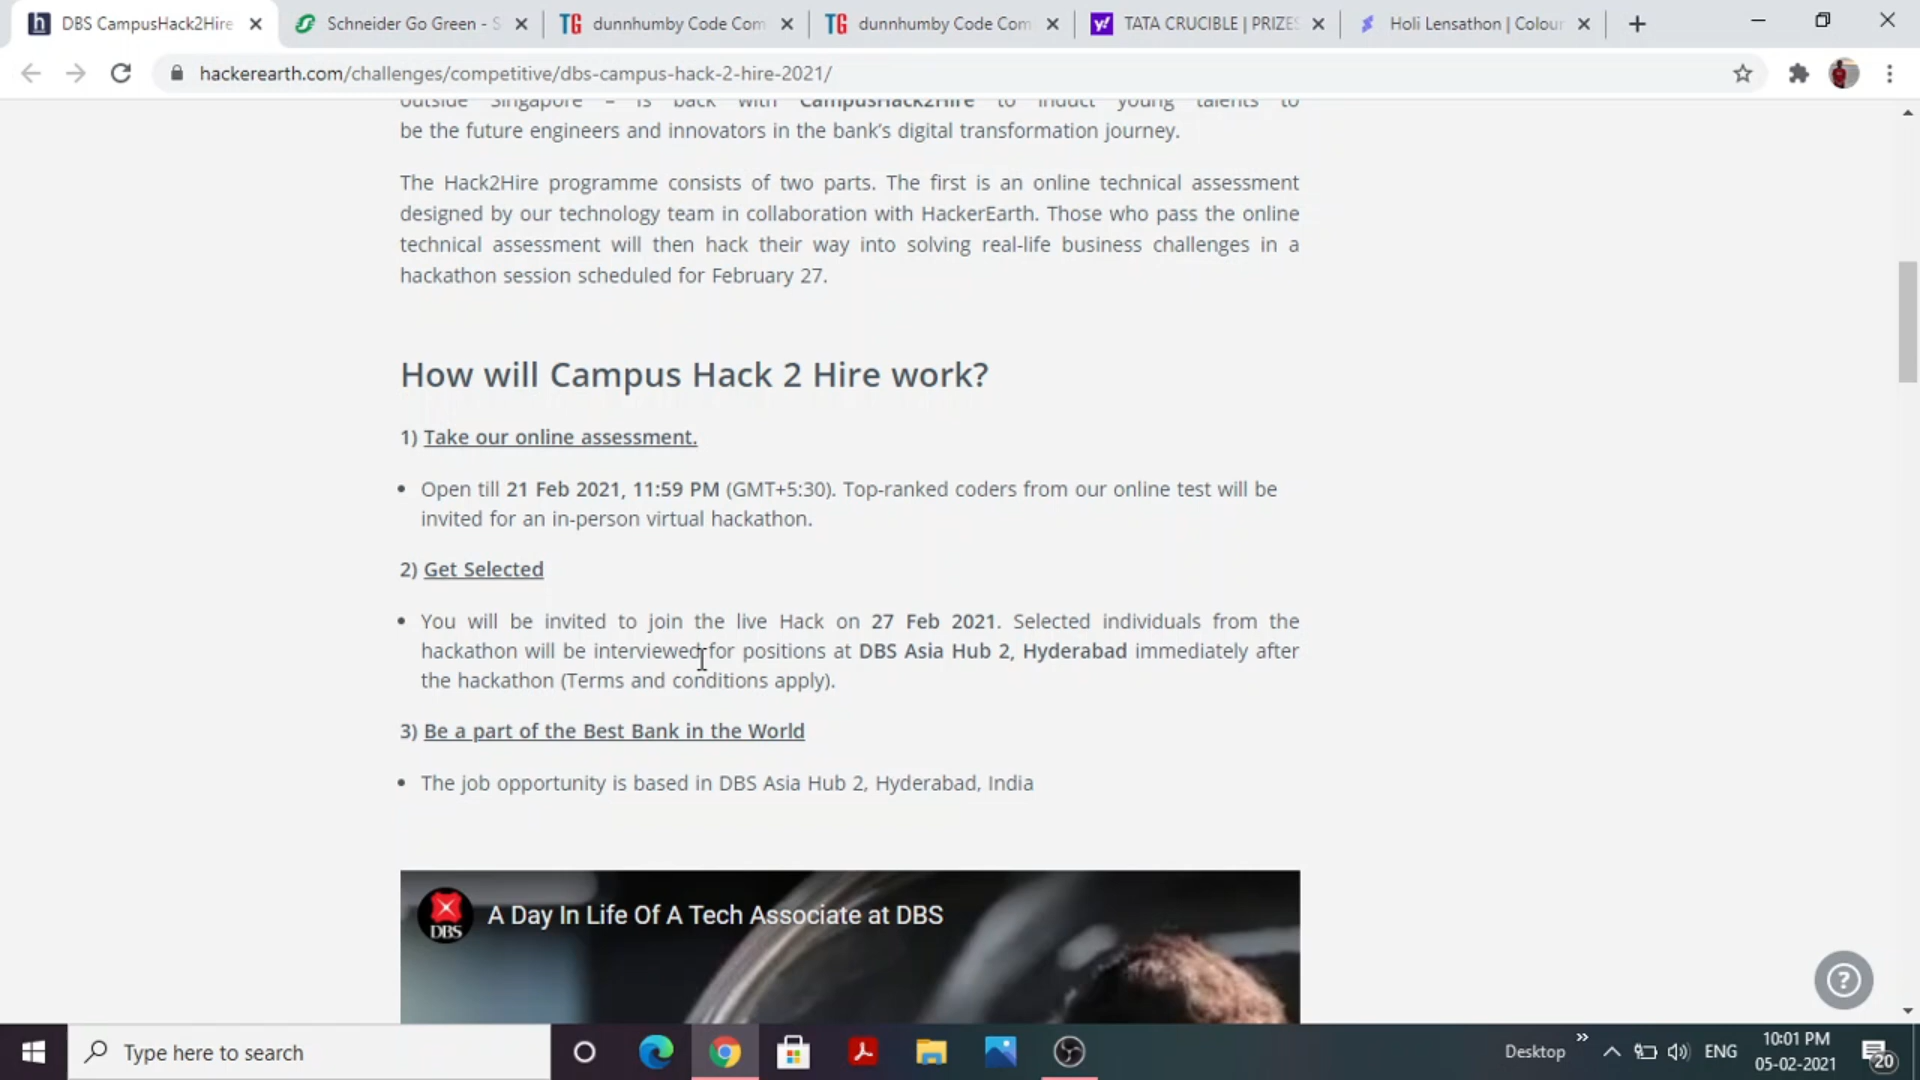 DBS CampusHack2Hire
Schneider Go Green - S
dunnhumby Code Com
dunnhumby Code Com
TATA CRUCIBLE | PRIZES
Holi Lensathon | Colour
hackerearth.com/challenges/competitive/dbs-campus-hack-2-hire-2021/
outside Singapore – is back with CampusHack2Hire to induct young talents to
be the future engineers and innovators in the bank's digital transformation journey.
The Hack2Hire programme consists of two parts. The first is an online technical assessment
designed by our technology team in collaboration with HackerEarth. Those who pass the online
technical assessment will then hack their way into solving real-life business challenges in a
hackathon session scheduled for February 27.
How will Campus Hack 2 Hire work?
1) Take our online assessment.
• Open till 21 Feb 2021, 11:59 PM (GMT+5:30). Top-ranked coders from our online test will be
invited for an in-person virtual hackathon.
2) Get Selected
• You will be invited to join the live Hack on 27 Feb 2021. Selected individuals from the
hackathon will be interviewed for positions at DBS Asia Hub 2, Hyderabad immediately after
the hackathon (Terms and conditions apply).
3) Be a part of the Best Bank in the World
• The job opportunity is based in DBS Asia Hub 2, Hyderabad, India
DBS
A Day In Life Of A Tech Associate at DBS
Type here to search
Desktop
ENG
10:01 PM
05-02-2021
20